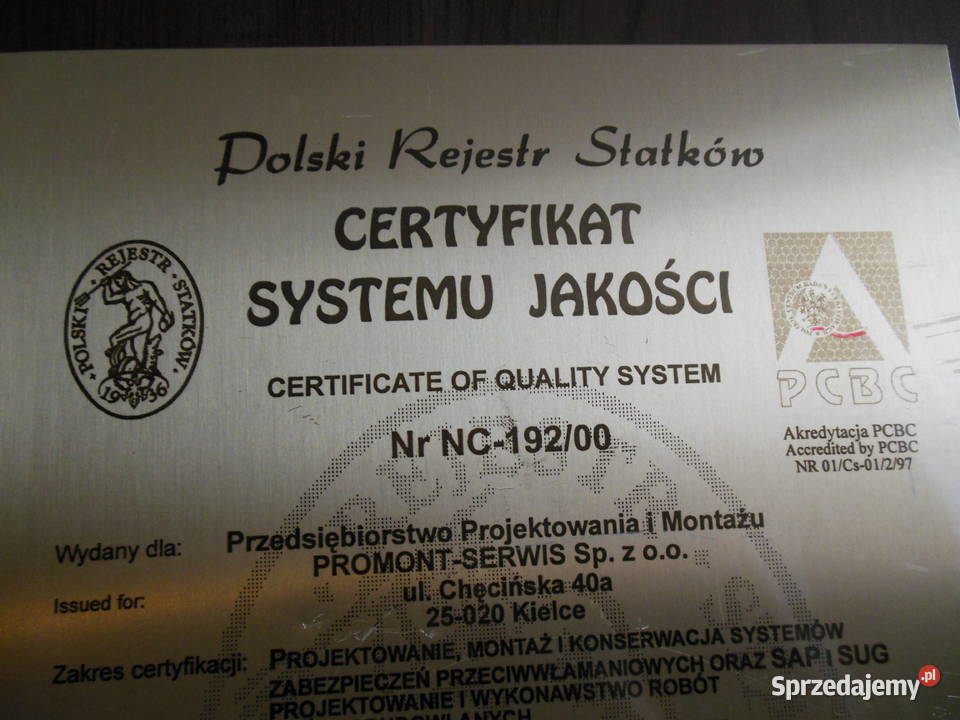 Polski Rejestr Statków
CERTYFIKAT
SYSTEMU JAKOŚCI
POLSKI REJESTR STATKÓW
1936
CERTIFICATE OF QUALITY SYSTEM
PCBC
Nr NC-192/00
Akredytacja PCBC
Accredited by PCBC
NR 01/Cs-01/2/97
Wydany dla: Przedsiębiorstwo Projektowania i Montażu
PROMONT-SERWIS Sp. z o.o.
Issued for: ul. Chęcińska 40a
25-020 Kielce
Zakres certyfikacji: PROJEKTOWANIE, MONTAŻ I KONSERWACJA SYSTEMÓW
ZABEZPIECZEŃ PRZECIWWŁAMANIOWYCH ORAZ SAP i SUG
PROJEKTOWANIE I WYKONAWSTWO ROBÓT
Sprzedajemy.pl